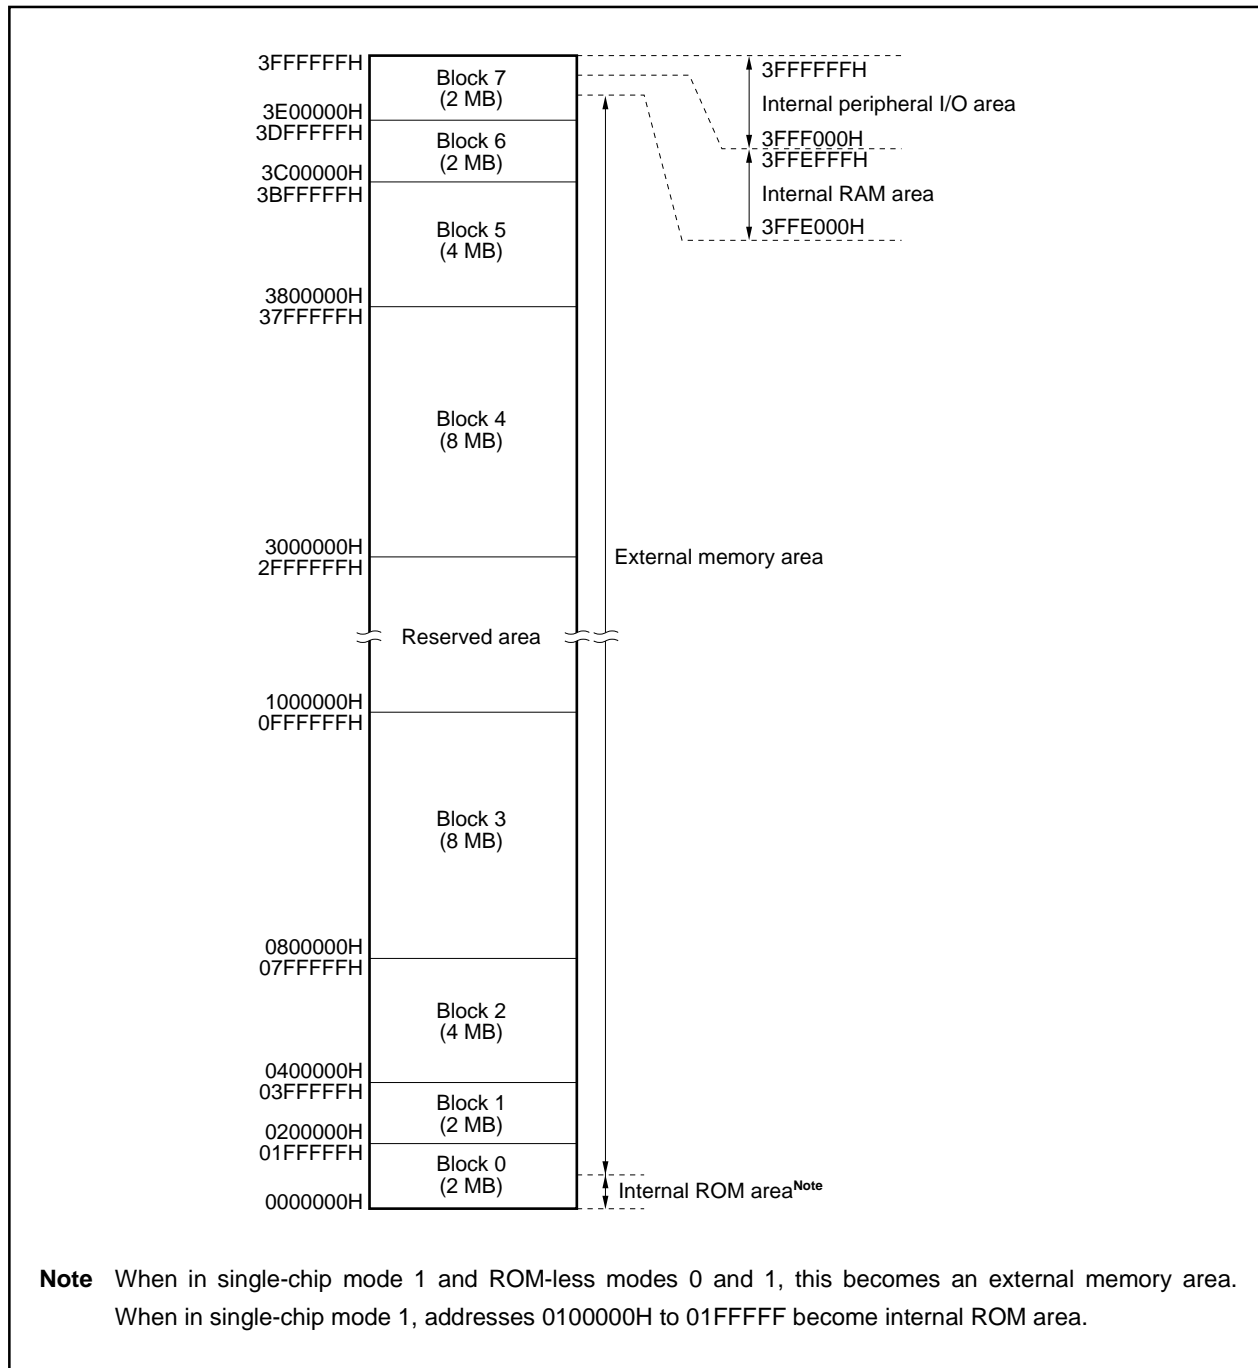 3FFFFFFH
Block 7
(2 MB)
3E00000H
3DFFFFFH
Block 6
(2 MB)
3C00000H
3BFFFFFH
Block 5
(4 MB)
3800000H
37FFFFFH
Block 4
(8 MB)
3000000H
2FFFFFFH
Reserved area
1000000H
0FFFFFFH
Block 3
(8 MB)
0800000H
07FFFFFH
Block 2
(4 MB)
0400000H
03FFFFFH
Block 1
(2 MB)
0200000H
01FFFFFH
Block 0
(2 MB)
0000000H
3FFFFFFH
Internal peripheral I/O area
3FFF000H
3FFEFFFH
Internal RAM area
3FFE000H
External memory area
Internal ROM areaNote
Note When in single-chip mode 1 and ROM-less modes 0 and 1, this becomes an external memory area.
When in single-chip mode 1, addresses 0100000H to 01FFFFF become internal ROM area.